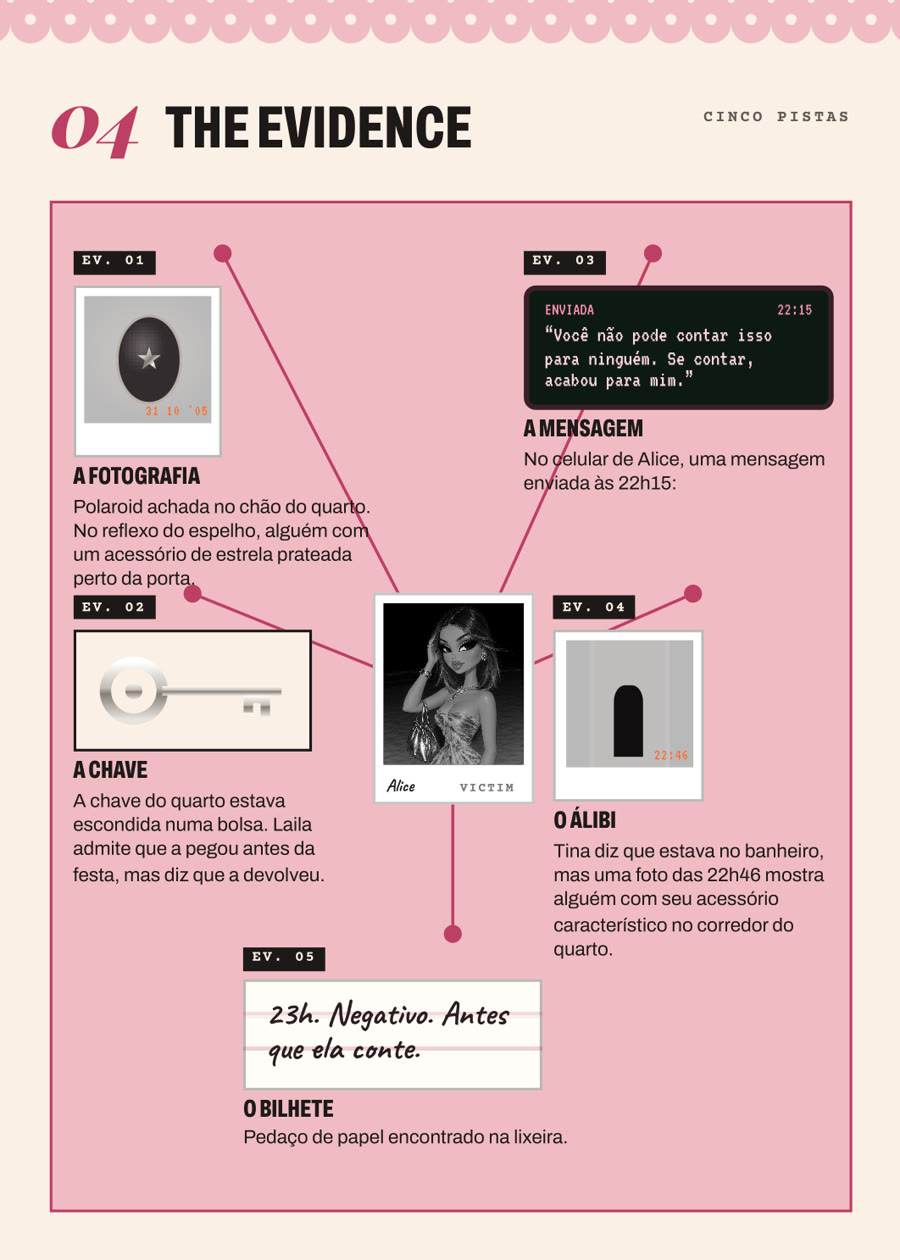 04 THE EVIDENCE
CINCO PISTAS
EV. 01
31 10 '05
A FOTOGRAFIA
Polaroid achada no chão do quarto.
No reflexo do espelho, alguém com
um acessório de estrela prateada
perto da porta.
EV. 03
ENVIADA 22:15
“Você não pode contar isso
para ninguém. Se contar,
acabou para mim.”
A MENSAGEM
No celular de Alice, uma mensagem
enviada às 22h15:
EV. 02
A CHAVE
A chave do quarto estava
escondida numa bolsa. Laila
admite que a pegou antes da
festa, mas diz que a devolveu.
Alice VICTIM
EV. 04
22:46
O ÁLIBI
Tina diz que estava no banheiro,
mas uma foto das 22h46 mostra
alguém com seu acessório
característico no corredor do
quarto.
EV. 05
23h. Negativo. Antes
que ela conte.
O BILHETE
Pedaço de papel encontrado na lixeira.